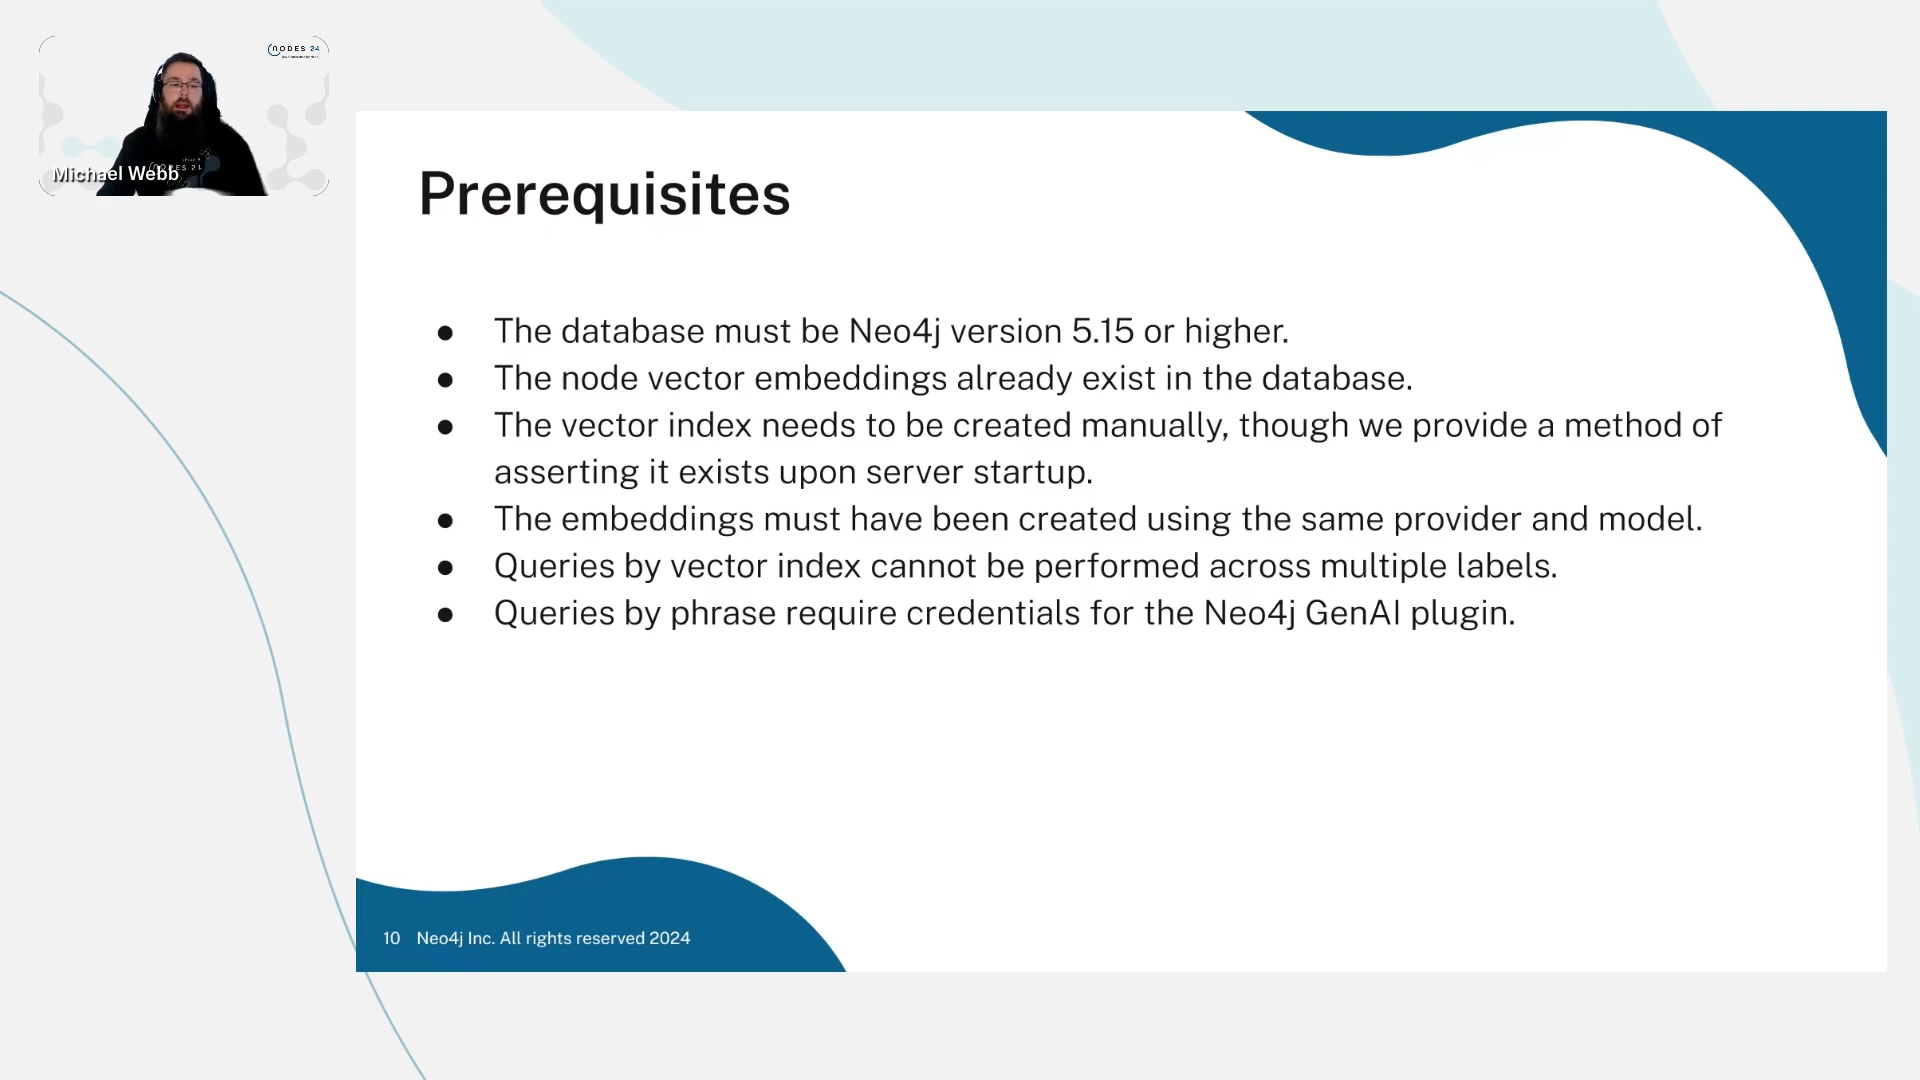 NODES 24
Michael Webb
Prerequisites
● The database must be Neo4j version 5.15 or higher.
● The node vector embeddings already exist in the database.
● The vector index needs to be created manually, though we provide a method of
asserting it exists upon server startup.
● The embeddings must have been created using the same provider and model.
● Queries by vector index cannot be performed across multiple labels.
● Queries by phrase require credentials for the Neo4j GenAI plugin.
10 Neo4j Inc. All rights reserved 2024